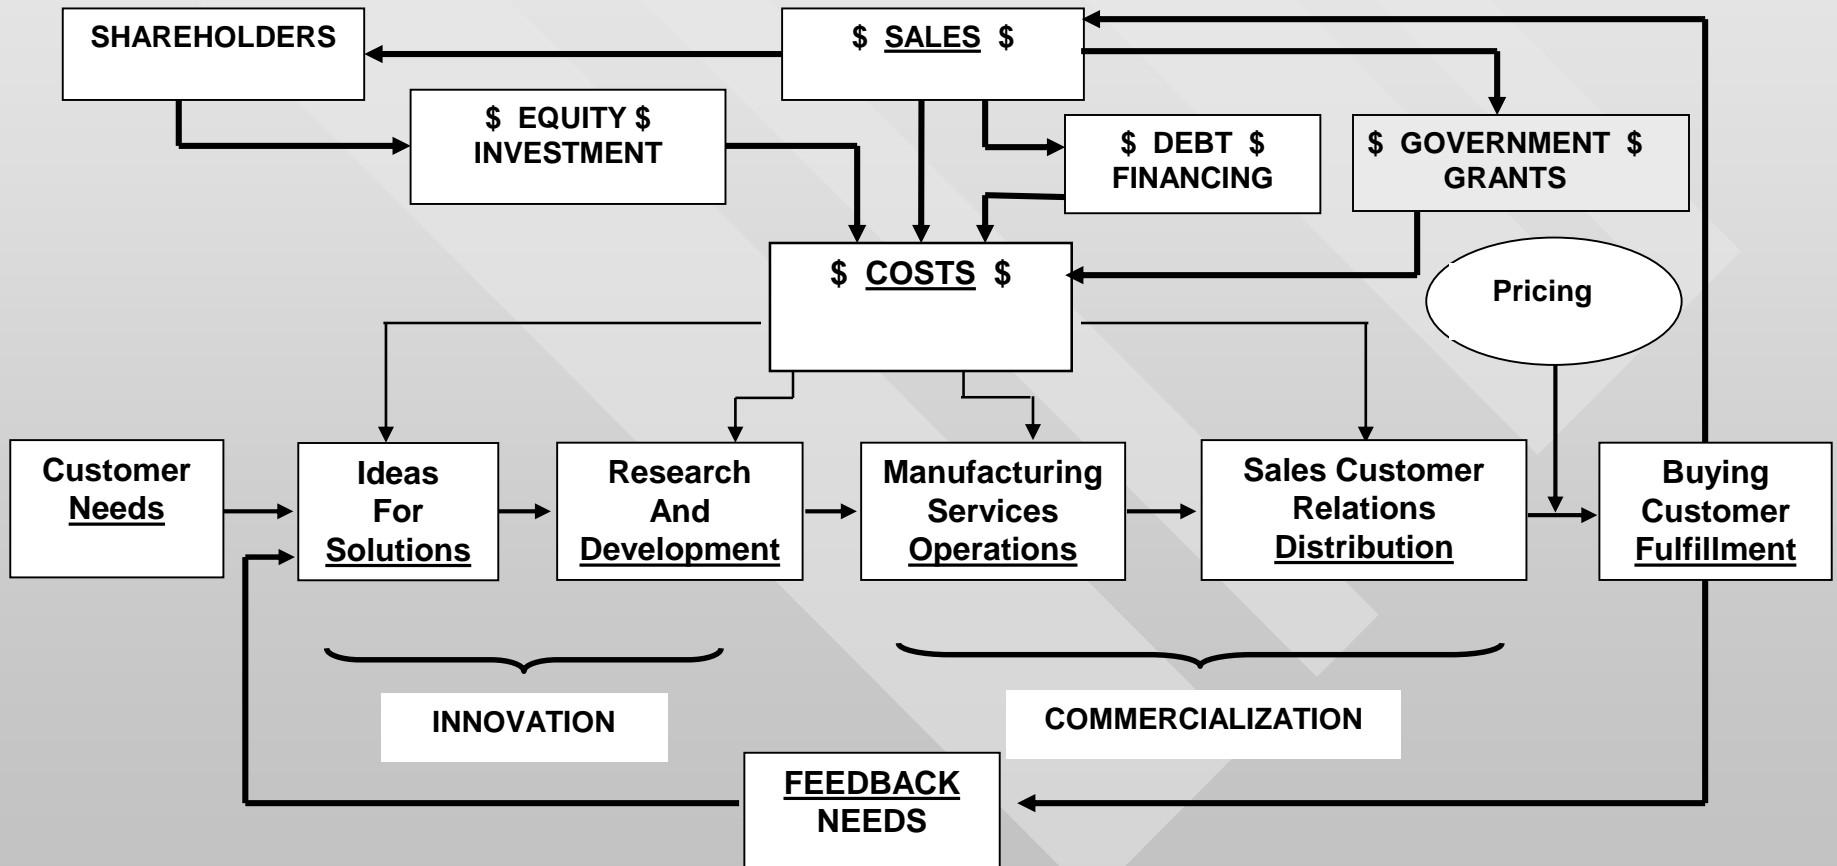 SHAREHOLDERS
$ SALES $
$ EQUITY $
INVESTMENT
$ DEBT $
FINANCING
$ GOVERNMENT $
GRANTS
$ COSTS $
Pricing
Customer
Needs
Ideas
For
Solutions
Research
And
Development
Manufacturing
Services
Operations
Sales Customer
Relations
Distribution
Buying
Customer
Fulfillment
INNOVATION
COMMERCIALIZATION
FEEDBACK
NEEDS